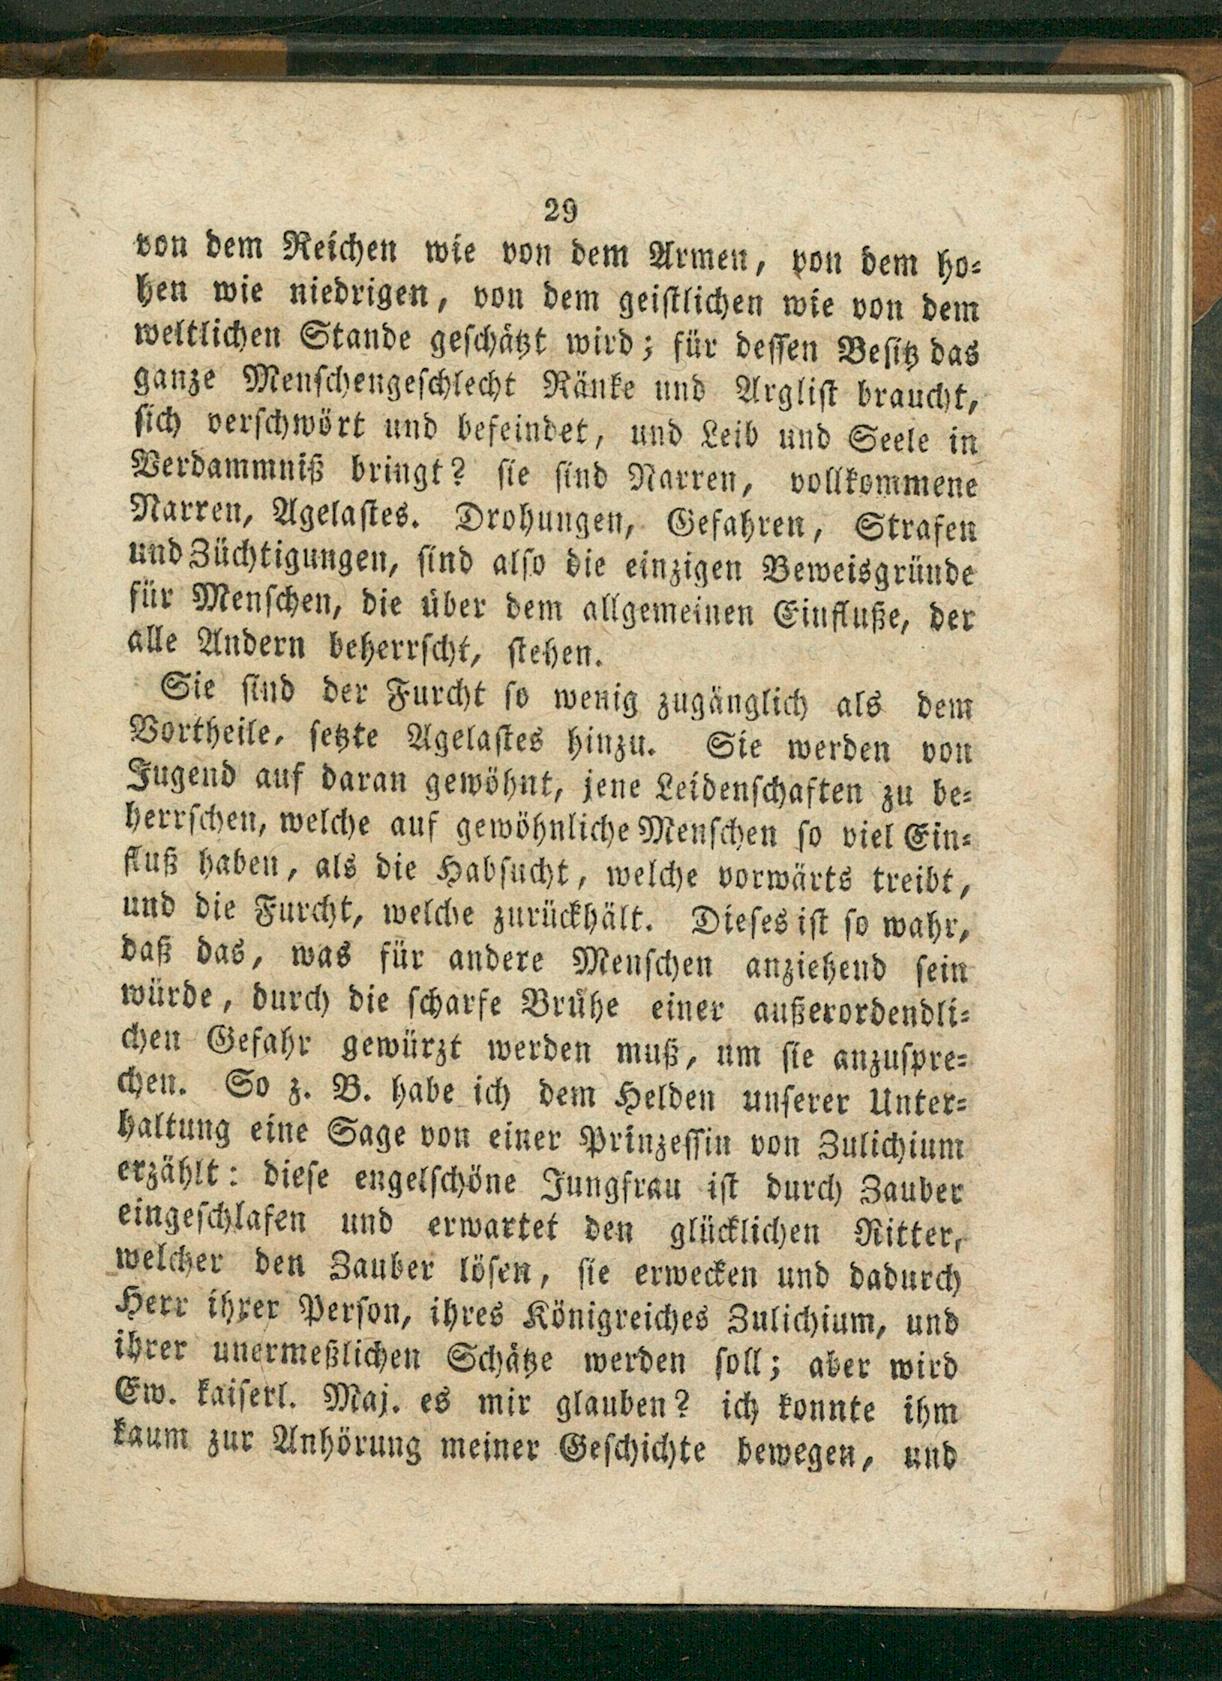 29
von dem Reichen wie von dem Armen, von dem ho-
hen wie niedrigen, von dem geistlichen wie von dem
weltlichen Stande geschätzt wird; für dessen Besitz das
ganze Menschengeschlecht Ränke und Arglist braucht,
sich verschwört und befeindet, und Leib und Seele in
Verdammniß bringt? sie sind Narren, vollkommene
Narren, Agelastes. Drohungen, Gefahren, Strafen
und Züchtigungen, sind also die einzigen Beweisgründe
für Menschen, die über dem allgemeinen Einfluße, der
alle Andern beherrscht, stehen.
Sie sind der Furcht so wenig zugänglich als dem
Vortheile, setzte Agelastes hinzu. Sie werden von
Jugend auf daran gewöhnt, jene Leidenschaften zu be-
herrschen, welche auf gewöhnliche Menschen so viel Ein-
fluß haben, als die Habsucht, welche vorwärts treibt,
und die Furcht, welche zurückhält. Dieses ist so wahr,
daß das, was für andere Menschen anziehend sein
würde, durch die scharfe Brühe einer außerordendli-
chen Gefahr gewürzt werden muß, um sie anzuspre-
chen. So z. B. habe ich dem Helden unserer Unter-
haltung eine Sage von einer Prinzessin von Zulichium
erzählt: diese engelschöne Jungfrau ist durch Zauber
eingeschlafen und erwartet den glücklichen Ritter,
welcher den Zauber lösen, sie erwecken und dadurch
Herr ihrer Person, ihres Königreiches Zulichium, und
ihrer unermeßlichen Schätze werden soll; aber wird
Ew. kaiserl. Maj. es mir glauben? ich konnte ihm
kaum zur Anhörung meiner Geschichte bewegen, und